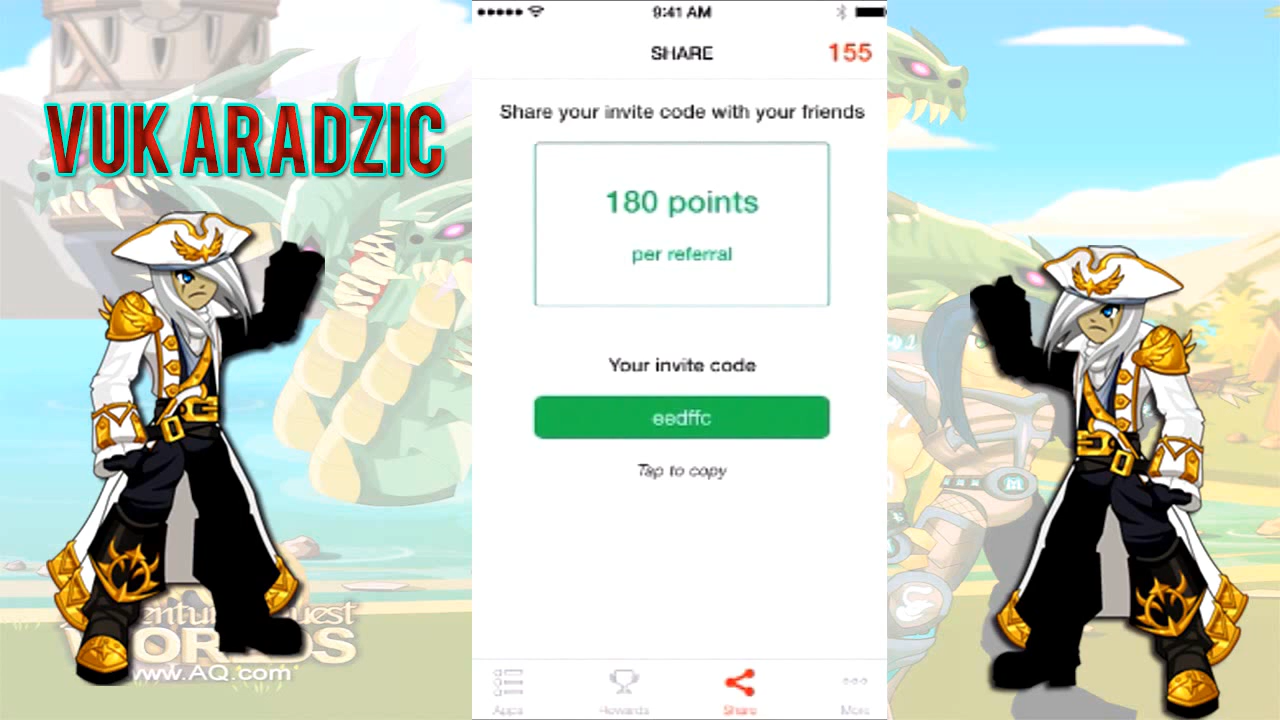 VUK ARADZIC
9:41 AM
SHARE
155
Share your invite code with your friends
180 points
per referral
Your invite code
eedffc
Tap to copy
WORLDS
www.AQ.com
Apps
Rewards
Share
More